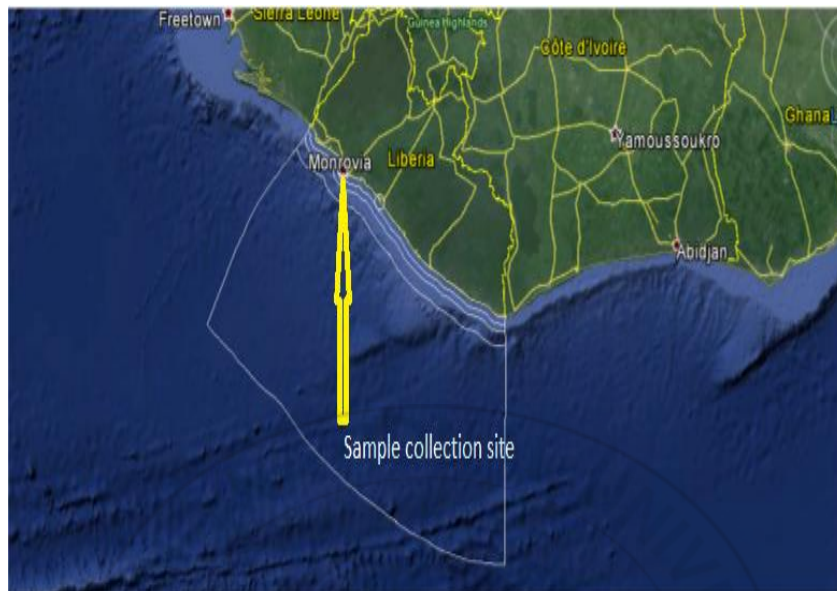 Freetown
Sierra Leone
Guinea Highlands
Côte d'Ivoire
Ghana
Yamoussoukro
Monrovia
Liberia
Abidjan
Sample collection site